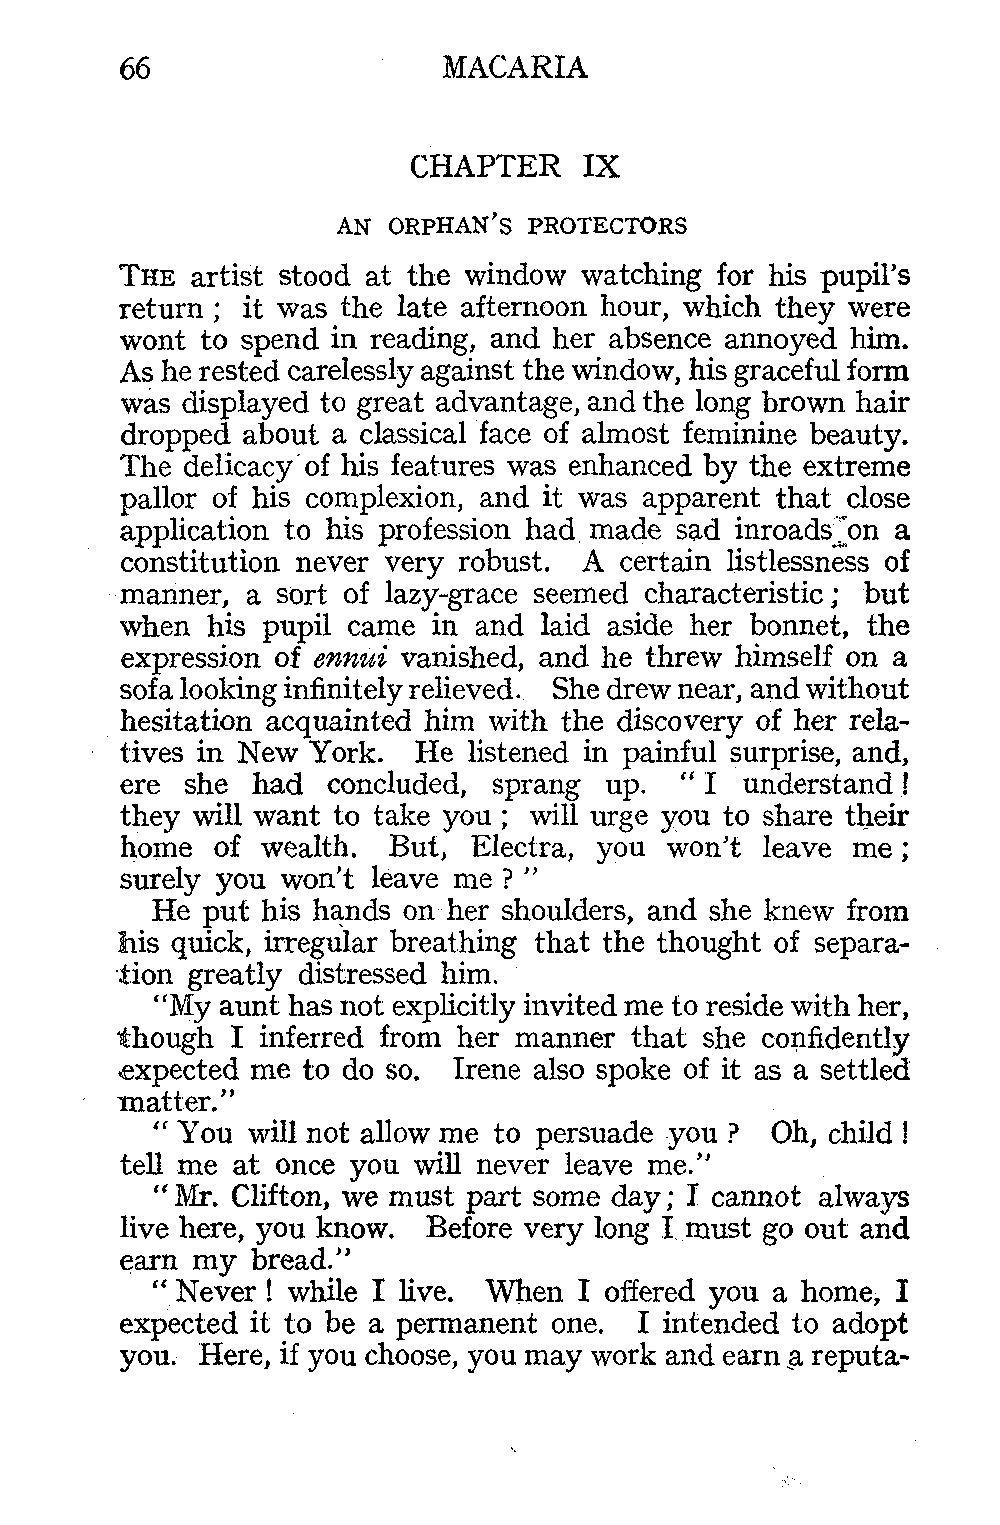 66 MACARIA
CHAPTER IX
AN ORPHAN'S PROTECTORS
THE artist stood at the window watching for his pupil's
return ; it was the late afternoon hour, which they were
wont to spend in reading, and her absence annoyed him.
As he rested carelessly against the window, his graceful form
was displayed to great advantage, and the long brown hair
dropped about a classical face of almost feminine beauty.
The delicacy of his features was enhanced by the extreme
pallor of his complexion, and it was apparent that close
application to his profession had made sad inroads on a
constitution never very robust. A certain listlessness of
manner, a sort of lazy-grace seemed characteristic ; but
when his pupil came in and laid aside her bonnet, the
expression of ennui vanished, and he threw himself on a
sofa looking infinitely relieved. She drew near, and without
hesitation acquainted him with the discovery of her rela-
tives in New York. He listened in painful surprise, and,
ere she had concluded, sprang up. " I understand !
they will want to take you ; will urge you to share their
home of wealth. But, Electra, you won't leave me ;
surely you won't leave me ? "
He put his hands on her shoulders, and she knew from
his quick, irregular breathing that the thought of separa-
tion greatly distressed him.
"My aunt has not explicitly invited me to reside with her,
though I inferred from her manner that she confidently
expected me to do so. Irene also spoke of it as a settled
matter."
" You will not allow me to persuade you ? Oh, child !
tell me at once you will never leave me."
" Mr. Clifton, we must part some day ; I cannot always
live here, you know. Before very long I must go out and
earn my bread."
" Never ! while I live. When I offered you a home, I
expected it to be a permanent one. I intended to adopt
you. Here, if you choose, you may work and earn a reputa-